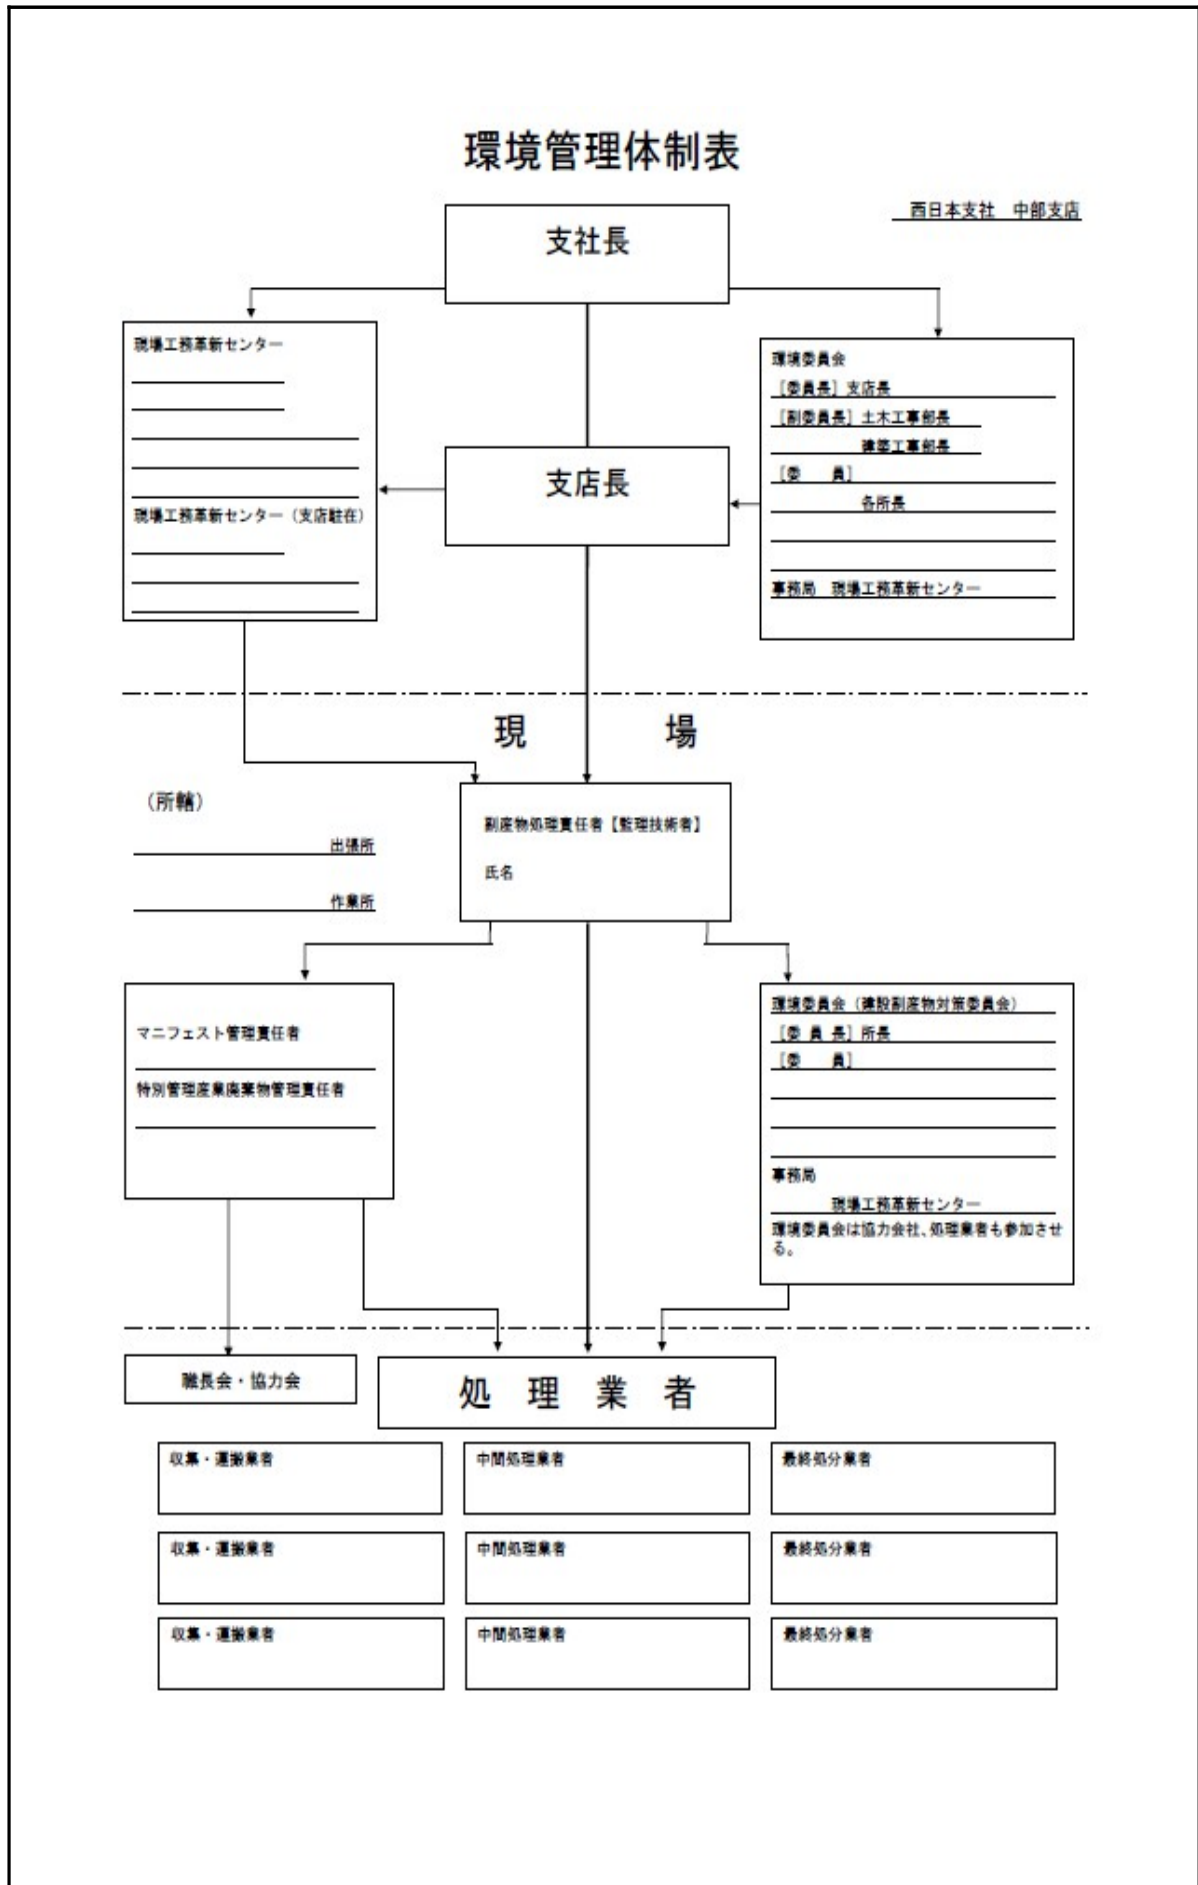 環境管理体制表
西日本支社　中部支店
支社長
現場工務革新センター
現場工務革新センター（支店駐在）
支店長
環境委員会
［委員長］支店長
［副委員長］土木工事部長
建築工事部長
［委　　員］
各所長
事務局　現場工務革新センター
現　　　場
（所轄）
出張所
作業所
副産物処理責任者【監理技術者】
氏名
マニフェスト管理責任者
特別管理産業廃棄物管理責任者
環境委員会（建設副産物対策委員会）
［委 員 長］所長
［委　　員］
事務局
現場工務革新センター
環境委員会は協力会社、処理業者も参加させ
る。
職長会・協力会
処　理　業　者
収集・運搬業者　中間処理業者　最終処分業者
収集・運搬業者　中間処理業者　最終処分業者
収集・運搬業者　中間処理業者　最終処分業者